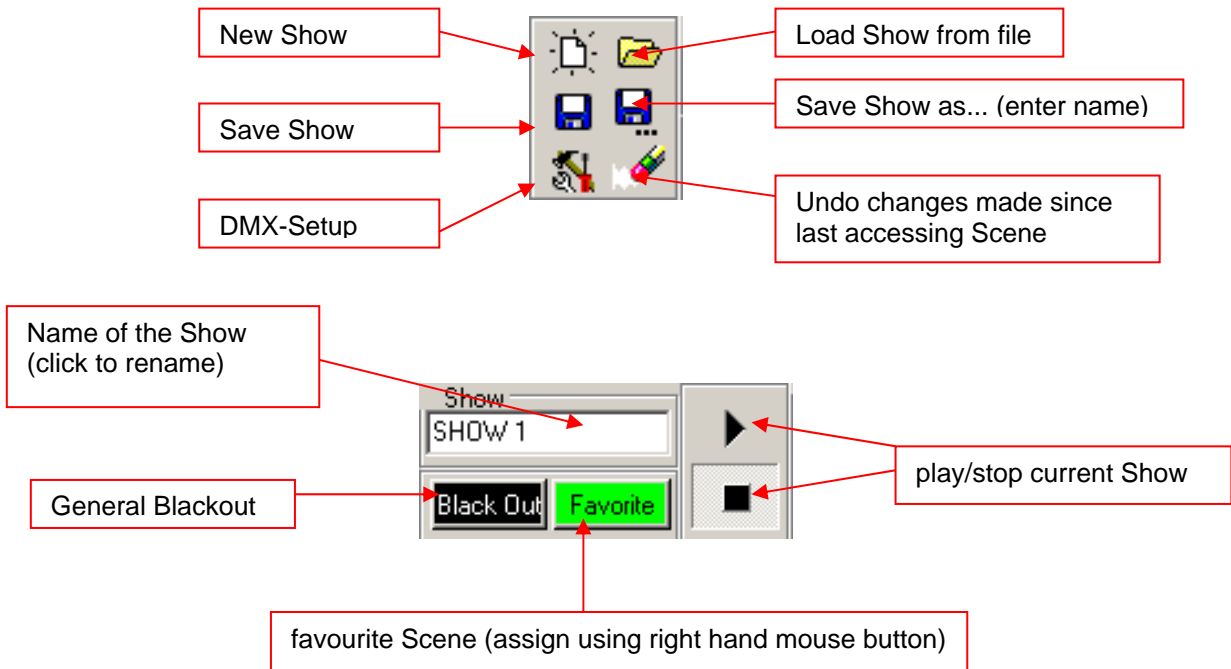 New Show
Load Show from file
Save Show
Save Show as... (enter name)
DMX-Setup
Undo changes made since
last accessing Scene
Name of the Show
(click to rename)
Show
SHOW 1
play/stop current Show
General Blackout
Black Out
Favorite
favourite Scene (assign using right hand mouse button)